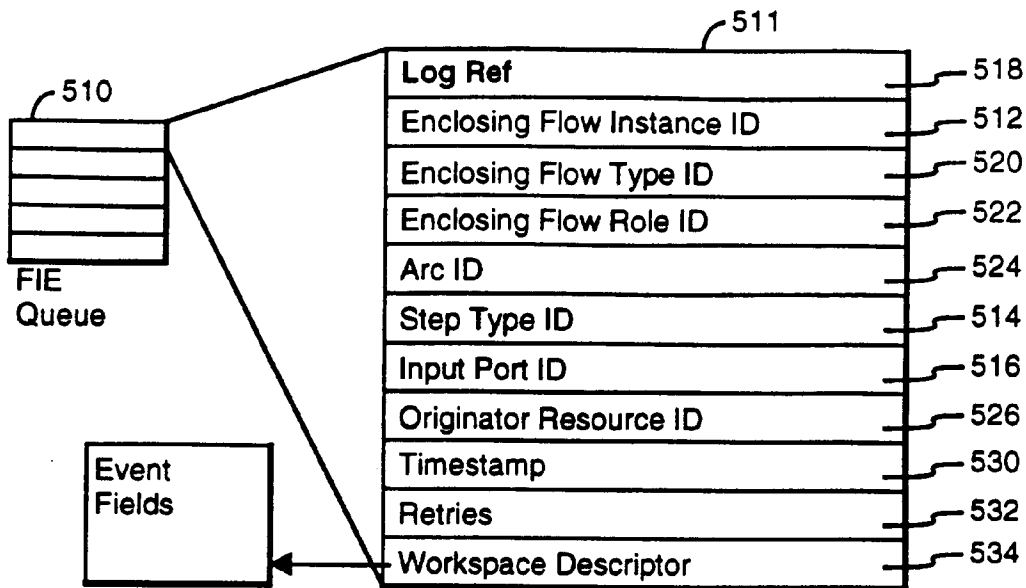 510
FIE
Queue
511
Log Ref 518
Enclosing Flow Instance ID 512
Enclosing Flow Type ID 520
Enclosing Flow Role ID 522
Arc ID 524
Step Type ID 514
Input Port ID 516
Originator Resource ID 526
Timestamp 530
Retries 532
Workspace Descriptor 534
Event
Fields